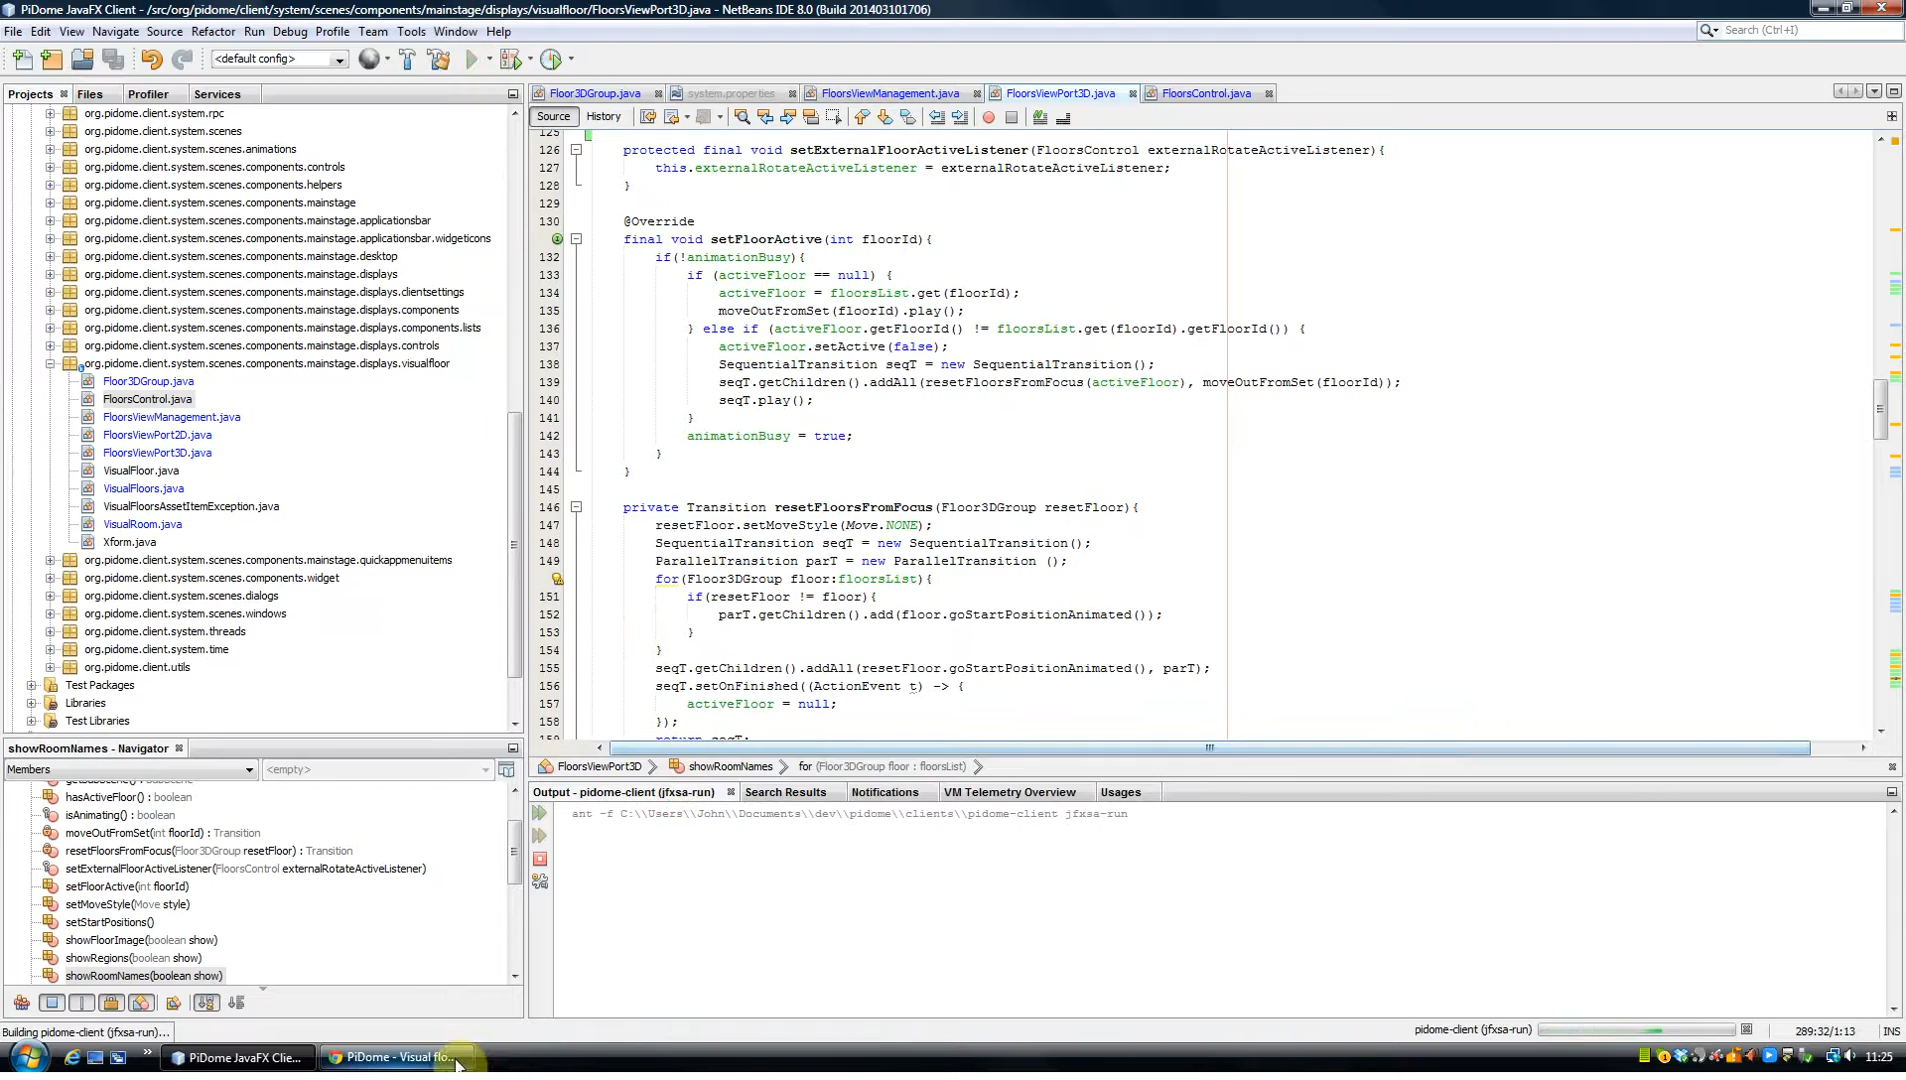 PiDome JavaFX Client - /src/org/pidome/client/system/scenes/components/mainstage/displays/visualfloor/FloorsViewPort3D.java - NetBeans IDE 8.0 (Build 201403101706)
File Edit View Navigate Source Refactor Run Debug Profile Team Tools Window Help
Search (Ctrl+I)
<default config>
Projects Files Profiler Services
Floor3DGroup.java system.properties FloorsViewManagement.java FloorsViewPort3D.java FloorsControl.java
Source History
org.pidome.client.system.rpc
org.pidome.client.system.scenes
org.pidome.client.system.scenes.animations
org.pidome.client.system.scenes.components.controls
org.pidome.client.system.scenes.components.helpers
org.pidome.client.system.scenes.components.mainstage
org.pidome.client.system.scenes.components.mainstage.applicationsbar
org.pidome.client.system.scenes.components.mainstage.applicationsbar.widgeticons
org.pidome.client.system.scenes.components.mainstage.desktop
org.pidome.client.system.scenes.components.mainstage.displays
org.pidome.client.system.scenes.components.mainstage.displays.clientsettings
org.pidome.client.system.scenes.components.mainstage.displays.components
org.pidome.client.system.scenes.components.mainstage.displays.components.lists
org.pidome.client.system.scenes.components.mainstage.displays.controls
org.pidome.client.system.scenes.components.mainstage.displays.visualfloor
Floor3DGroup.java
FloorsControl.java
FloorsViewManagement.java
FloorsViewPort2D.java
FloorsViewPort3D.java
VisualFloor.java
VisualFloors.java
VisualFloorsAssetItemException.java
VisualRoom.java
Xform.java
org.pidome.client.system.scenes.components.mainstage.quickappmenuitems
org.pidome.client.system.scenes.components.widget
org.pidome.client.system.scenes.dialogs
org.pidome.client.system.scenes.windows
org.pidome.client.system.threads
org.pidome.client.system.time
org.pidome.client.utils
Test Packages
Libraries
Test Libraries
125
126 protected final void setExternalFloorActiveListener(FloorsControl externalRotateActiveListener){
127 this.externalRotateActiveListener = externalRotateActiveListener;
128 }
129
130 @Override
final void setFloorActive(int floorId){
132 if(!animationBusy){
133 if (activeFloor == null) {
134 activeFloor = floorsList.get(floorId);
135 moveOutFromSet(floorId).play();
136 } else if (activeFloor.getFloorId() != floorsList.get(floorId).getFloorId()) {
137 activeFloor.setActive(false);
138 SequentialTransition seqT = new SequentialTransition();
139 seqT.getChildren().addAll(resetFloorsFromFocus(activeFloor), moveOutFromSet(floorId));
140 seqT.play();
141 }
142 animationBusy = true;
143 }
144 }
145
146 private Transition resetFloorsFromFocus(Floor3DGroup resetFloor){
147 resetFloor.setMoveStyle(Move.NONE);
148 SequentialTransition seqT = new SequentialTransition();
149 ParallelTransition parT = new ParallelTransition ();
for(Floor3DGroup floor:floorsList){
151 if(resetFloor != floor){
152 parT.getChildren().add(floor.goStartPositionAnimated());
153 }
154 }
155 seqT.getChildren().addAll(resetFloor.goStartPositionAnimated(), parT);
156 seqT.setOnFinished((ActionEvent t) -> {
157 activeFloor = null;
158 });
159 return seqT;
FloorsViewPort3D showRoomNames for (Floor3DGroup floor : floorsList)
showRoomNames - Navigator
Members <empty>
hasActiveFloor() : boolean
isAnimating() : boolean
moveOutFromSet(int floorId) : Transition
resetFloorsFromFocus(Floor3DGroup resetFloor) : Transition
setExternalFloorActiveListener(FloorsControl externalRotateActiveListener)
setFloorActive(int floorId)
setMoveStyle(Move style)
setStartPositions()
showFloorImage(boolean show)
showRegions(boolean show)
showRoomNames(boolean show)
Output - pidome-client (jfxsa-run) Search Results Notifications VM Telemetry Overview Usages
ant -f C:\\Users\\John\\Documents\\dev\\pidome\\clients\\pidome-client jfxsa-run
Building pidome-client (jfxsa-run)... pidome-client (jfxsa-run) 289:32/1:13 INS
PiDome JavaFX Clie... PiDome - Visual flo... 11:25